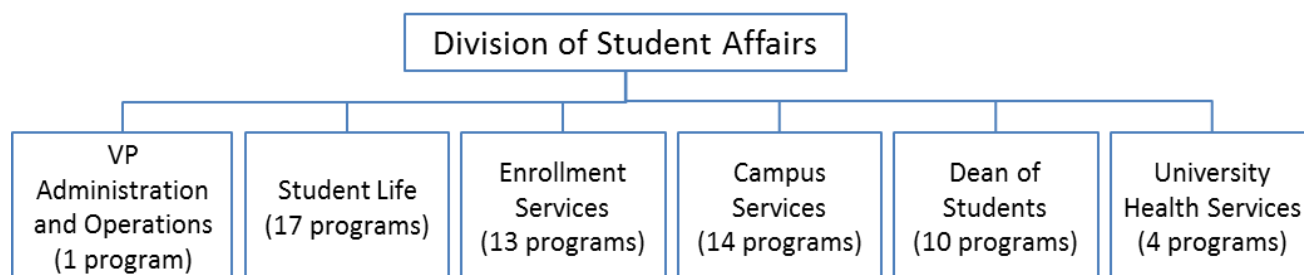 Division of Student Affairs
VP
Administration
and Operations
(1 program)
Student Life
(17 programs)
Enrollment
Services
(13 programs)
Campus
Services
(14 programs)
Dean of
Students
(10 programs)
University
Health Services
(4 programs)